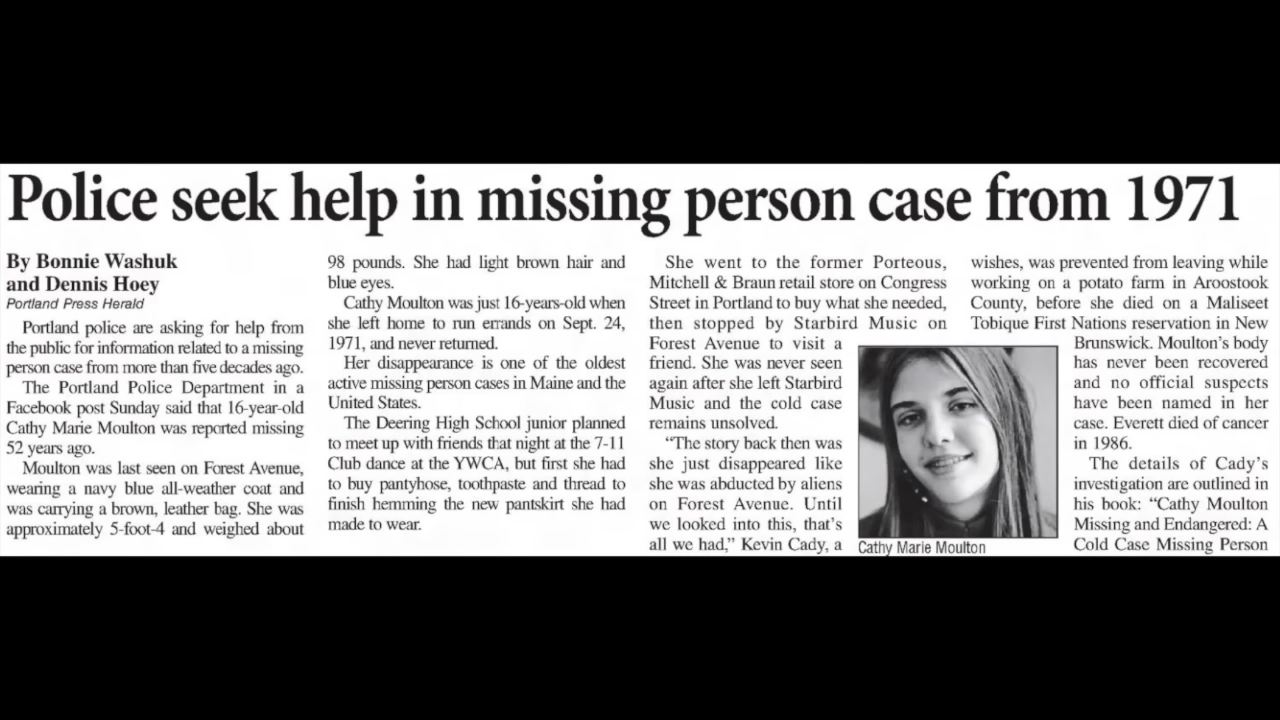 Police seek help in missing person case from 1971
By Bonnie Washuk
and Dennis Hoey
Portland Press Herald
Portland police are asking for help from
the public for information related to a missing
person case from more than five decades ago.
The Portland Police Department in a
Facebook post Sunday said that 16-year-old
Cathy Marie Moulton was reported missing
52 years ago.
Moulton was last seen on Forest Avenue,
wearing a navy blue all-weather coat and
was carrying a brown, leather bag. She was
approximately 5-foot-4 and weighed about
98 pounds. She had light brown hair and
blue eyes.
Cathy Moulton was just 16-years-old when
she left home to run errands on Sept. 24,
1971, and never returned.
Her disappearance is one of the oldest
active missing person cases in Maine and the
United States.
The Deering High School junior planned
to meet up with friends that night at the 7-11
Club dance at the YWCA, but first she had
to buy pantyhose, toothpaste and thread to
finish hemming the new pantskirt she had
made to wear.
She went to the former Porteous,
Mitchell & Braun retail store on Congress
Street in Portland to buy what she needed,
then stopped by Starbird Music on
Forest Avenue to visit a
friend. She was never seen
again after she left Starbird
Music and the cold case
remains unsolved.
“The story back then was
she just disappeared like
she was abducted by aliens
on Forest Avenue. Until
we looked into this, that’s
all we had,” Kevin Cady, a
Cathy Marie Moulton
wishes, was prevented from leaving while
working on a potato farm in Aroostook
County, before she died on a Maliseet
Tobique First Nations reservation in New
Brunswick. Moulton’s body
has never been recovered
and no official suspects
have been named in her
case. Everett died of cancer
in 1986.
The details of Cady’s
investigation are outlined in
his book: “Cathy Moulton
Missing and Endangered: A
Cold Case Missing Person